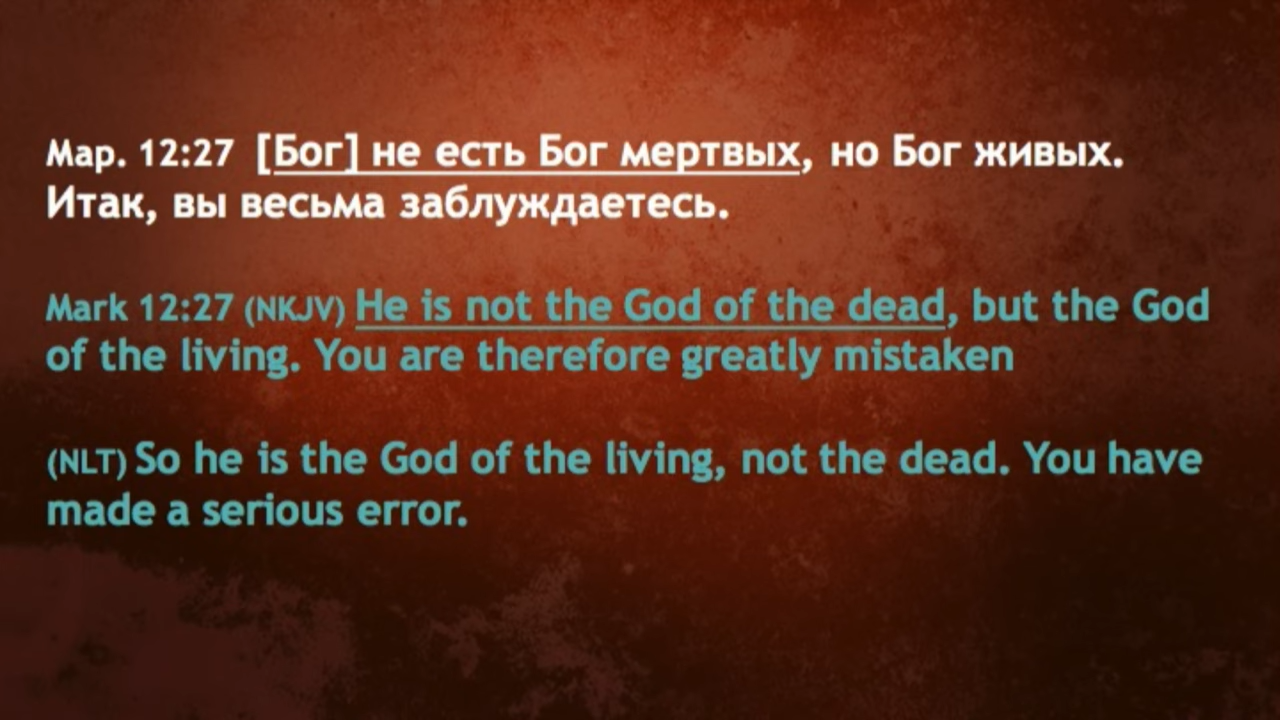 Мар. 12:27 [Бог] не есть Бог мертвых, но Бог живых.
Итак, вы весьма заблуждаетесь.
Mark 12:27 (NKJV) He is not the God of the dead, but the God
of the living. You are therefore greatly mistaken
(NLT) So he is the God of the living, not the dead. You have
made a serious error.